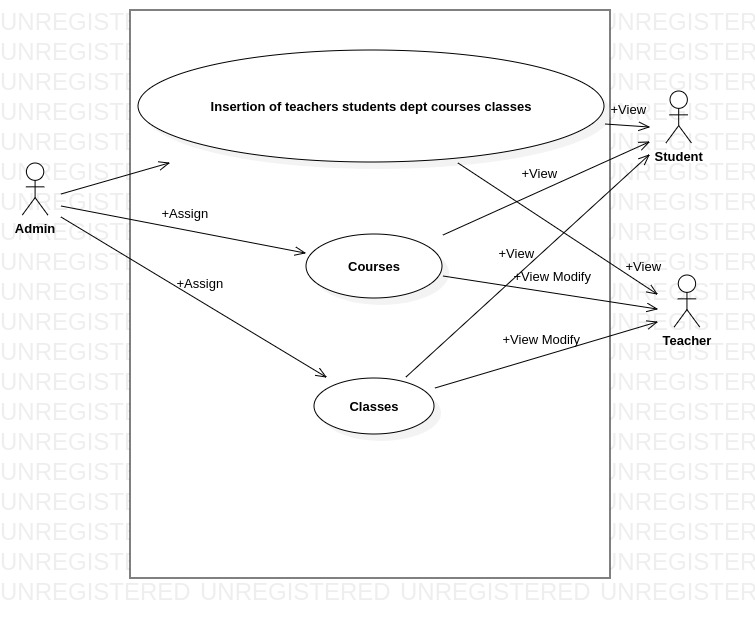 Insertion of teachers students dept courses classes
+View
Student
+View
Admin
+Assign
+View
+View
Courses
+View Modify
+Assign
Teacher
+View Modify
Classes
UNREGISTERED UNREGISTERED UNREGISTERED UNREGISTERED